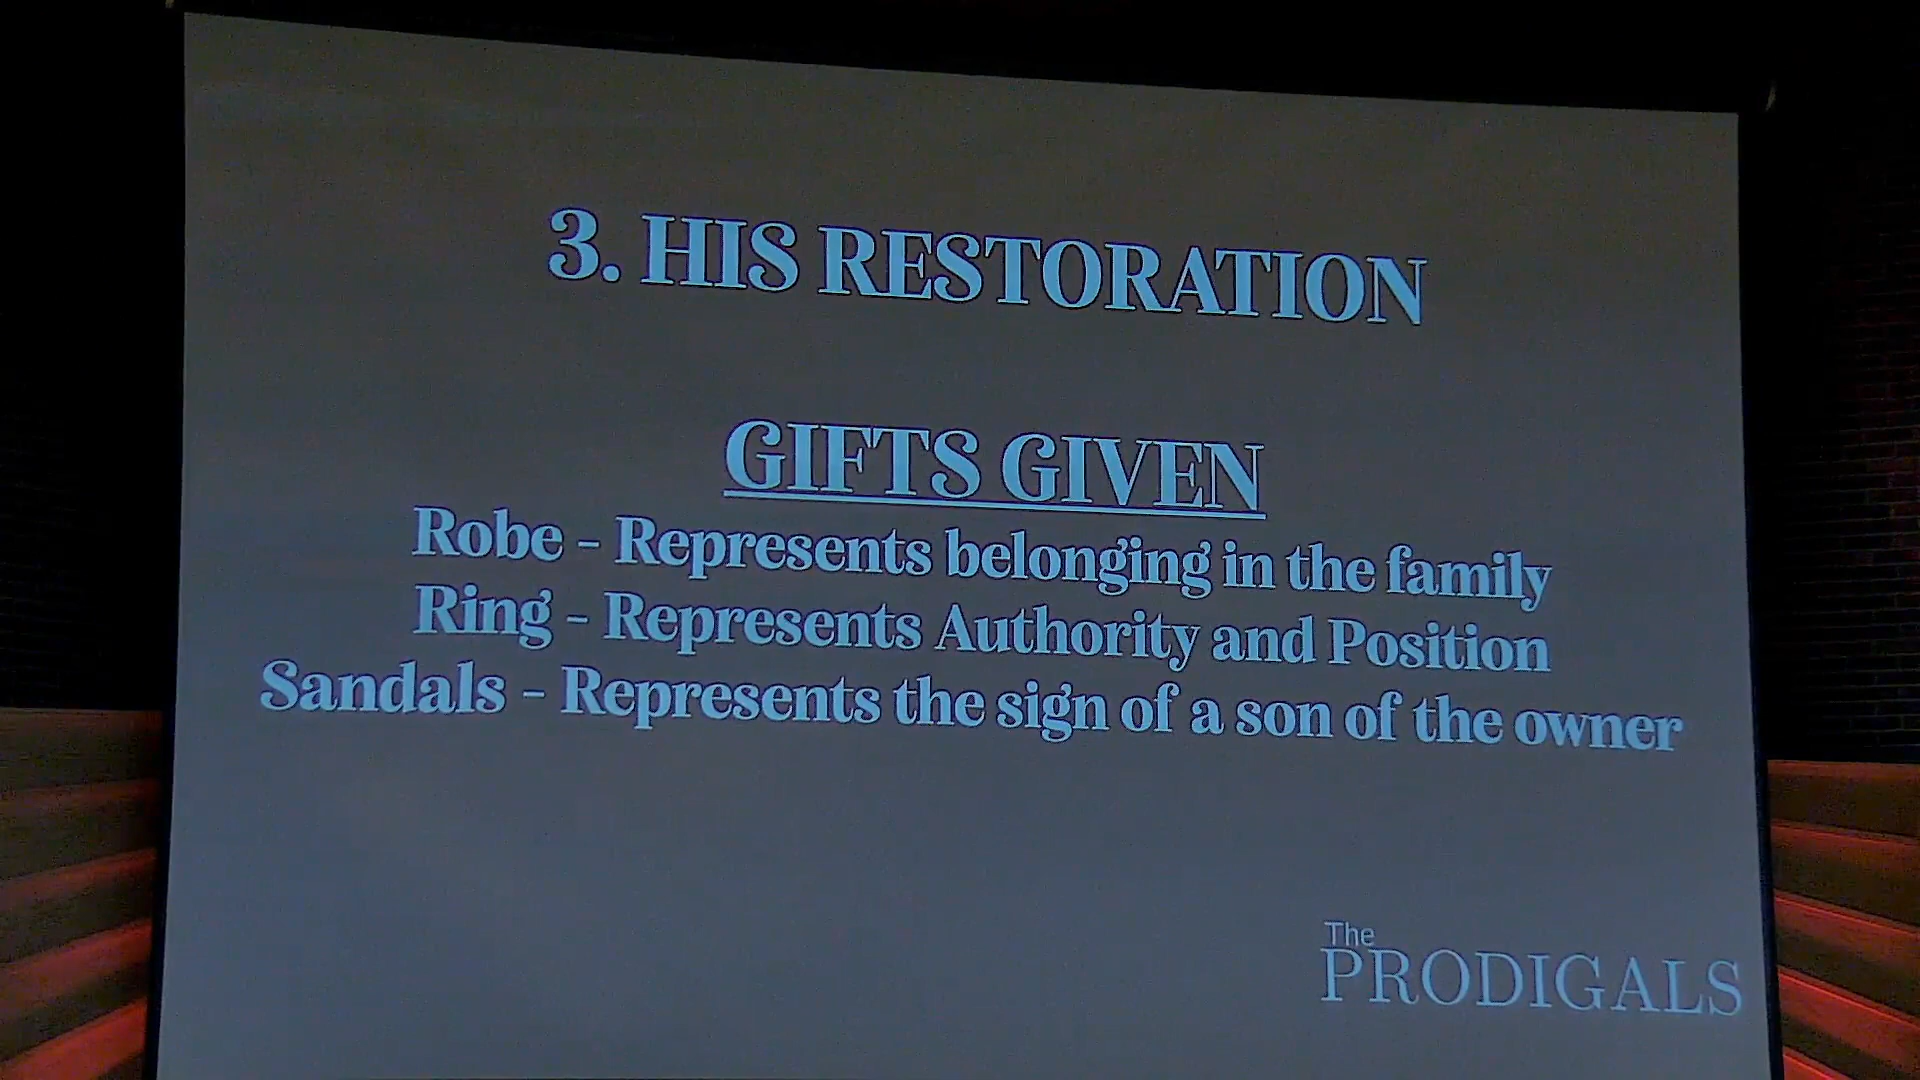 3. HIS RESTORATION
GIFTS GIVEN
Robe - Represents belonging in the family
Ring - Represents Authority and Position
Sandals - Represents the sign of a son of the owner
The
PRODIGALS